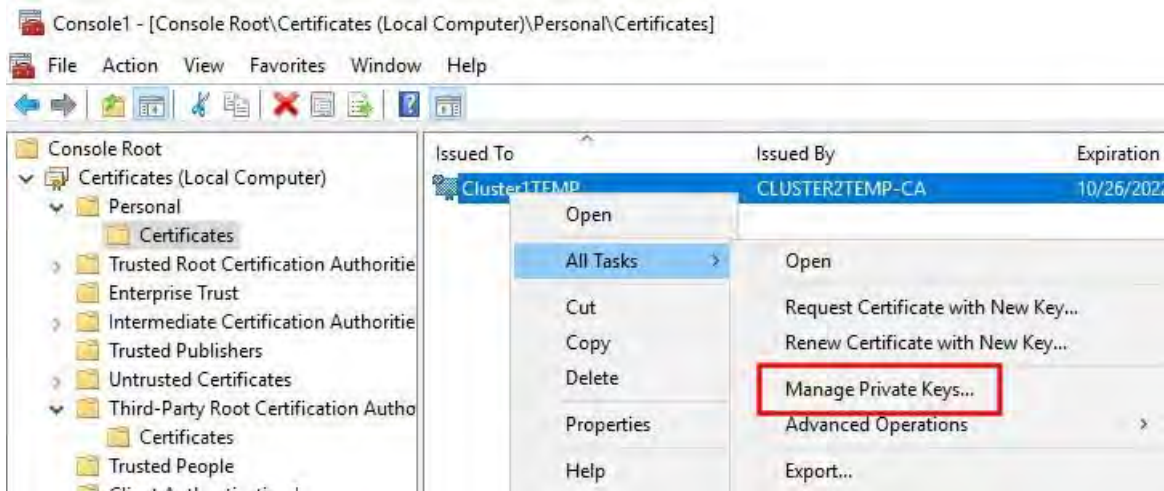 Console1 - [Console Root\Certificates (Local Computer)\Personal\Certificates]
File Action View Favorites Window Help
Console Root
Certificates (Local Computer)
Personal
Certificates
Trusted Root Certification Authoritie
Enterprise Trust
Intermediate Certification Authoritie
Trusted Publishers
Untrusted Certificates
Third-Party Root Certification Autho
Certificates
Trusted People
Issued To Issued By Expiration
Cluster1TEMP CLUSTER2TEMP-CA 10/26/2022
Open
All Tasks
Cut
Copy
Delete
Properties
Help
Open
Request Certificate with New Key...
Renew Certificate with New Key...
Manage Private Keys...
Advanced Operations
Export...